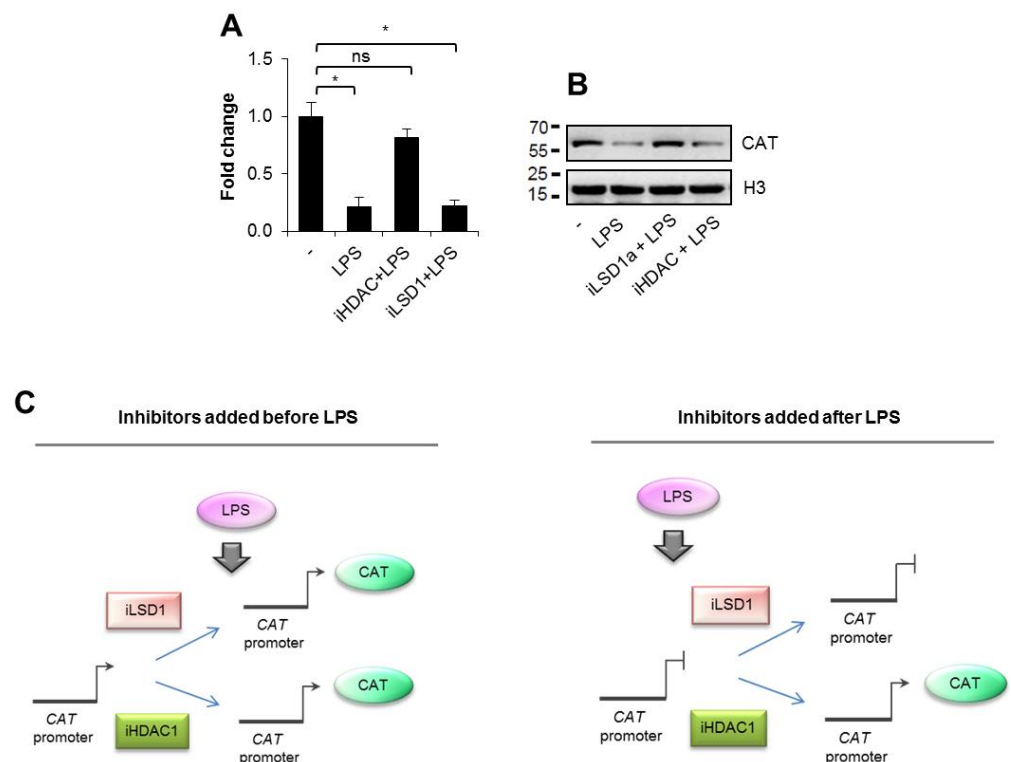 A
*
ns
*
1.5
1.0
0.5
0.0
Fold change
-
LPS
iHDAC+LPS
iLSD1+LPS
B
70
55
CAT
25
15
H3
-
LPS
iLSD1a + LPS
iHDAC + LPS
C
Inhibitors added before LPS
LPS
CAT
iLSD1
CAT
promoter
CAT
CAT
promoter
iHDAC1
CAT
promoter
Inhibitors added after LPS
LPS
iLSD1
CAT
promoter
CAT
CAT
promoter
iHDAC1
CAT
promoter